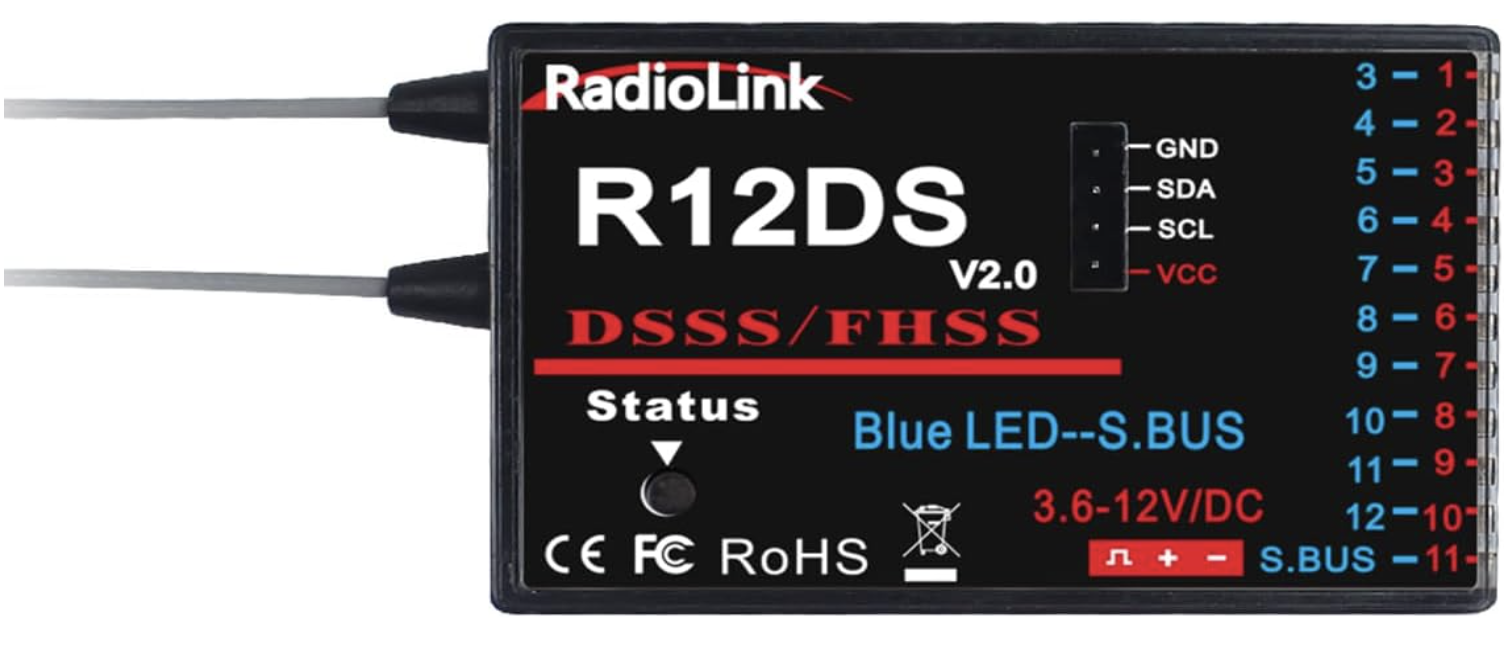 RadioLink
R12DS
V2.0
DSSS/FHSS
Status
Blue LED--S.BUS
3.6-12V/DC
CE FC RoHS
GND
SDA
SCL
VCC
3 – 1
4 – 2
5 – 3
6 – 4
7 – 5
8 – 6
9 – 7
10 – 8
11 – 9
12 – 10
⎍ + − S.BUS – 11